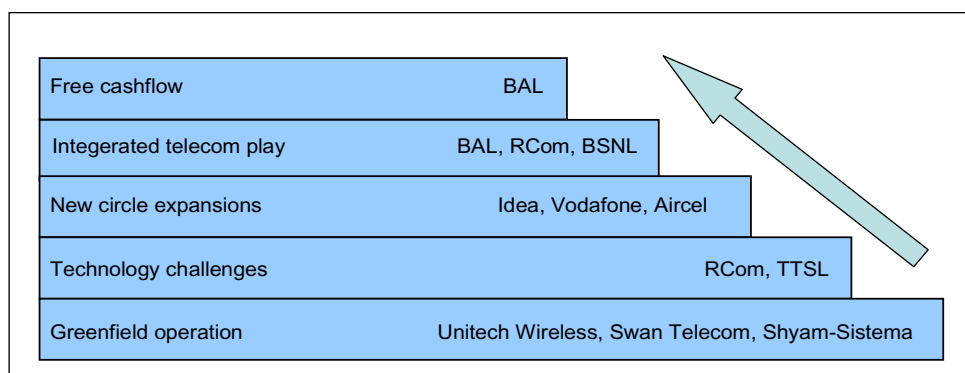 Free cashflow BAL
Integerated telecom play BAL, RCom, BSNL
New circle expansions Idea, Vodafone, Aircel
Technology challenges RCom, TTSL
Greenfield operation Unitech Wireless, Swan Telecom, Shyam-Sistema